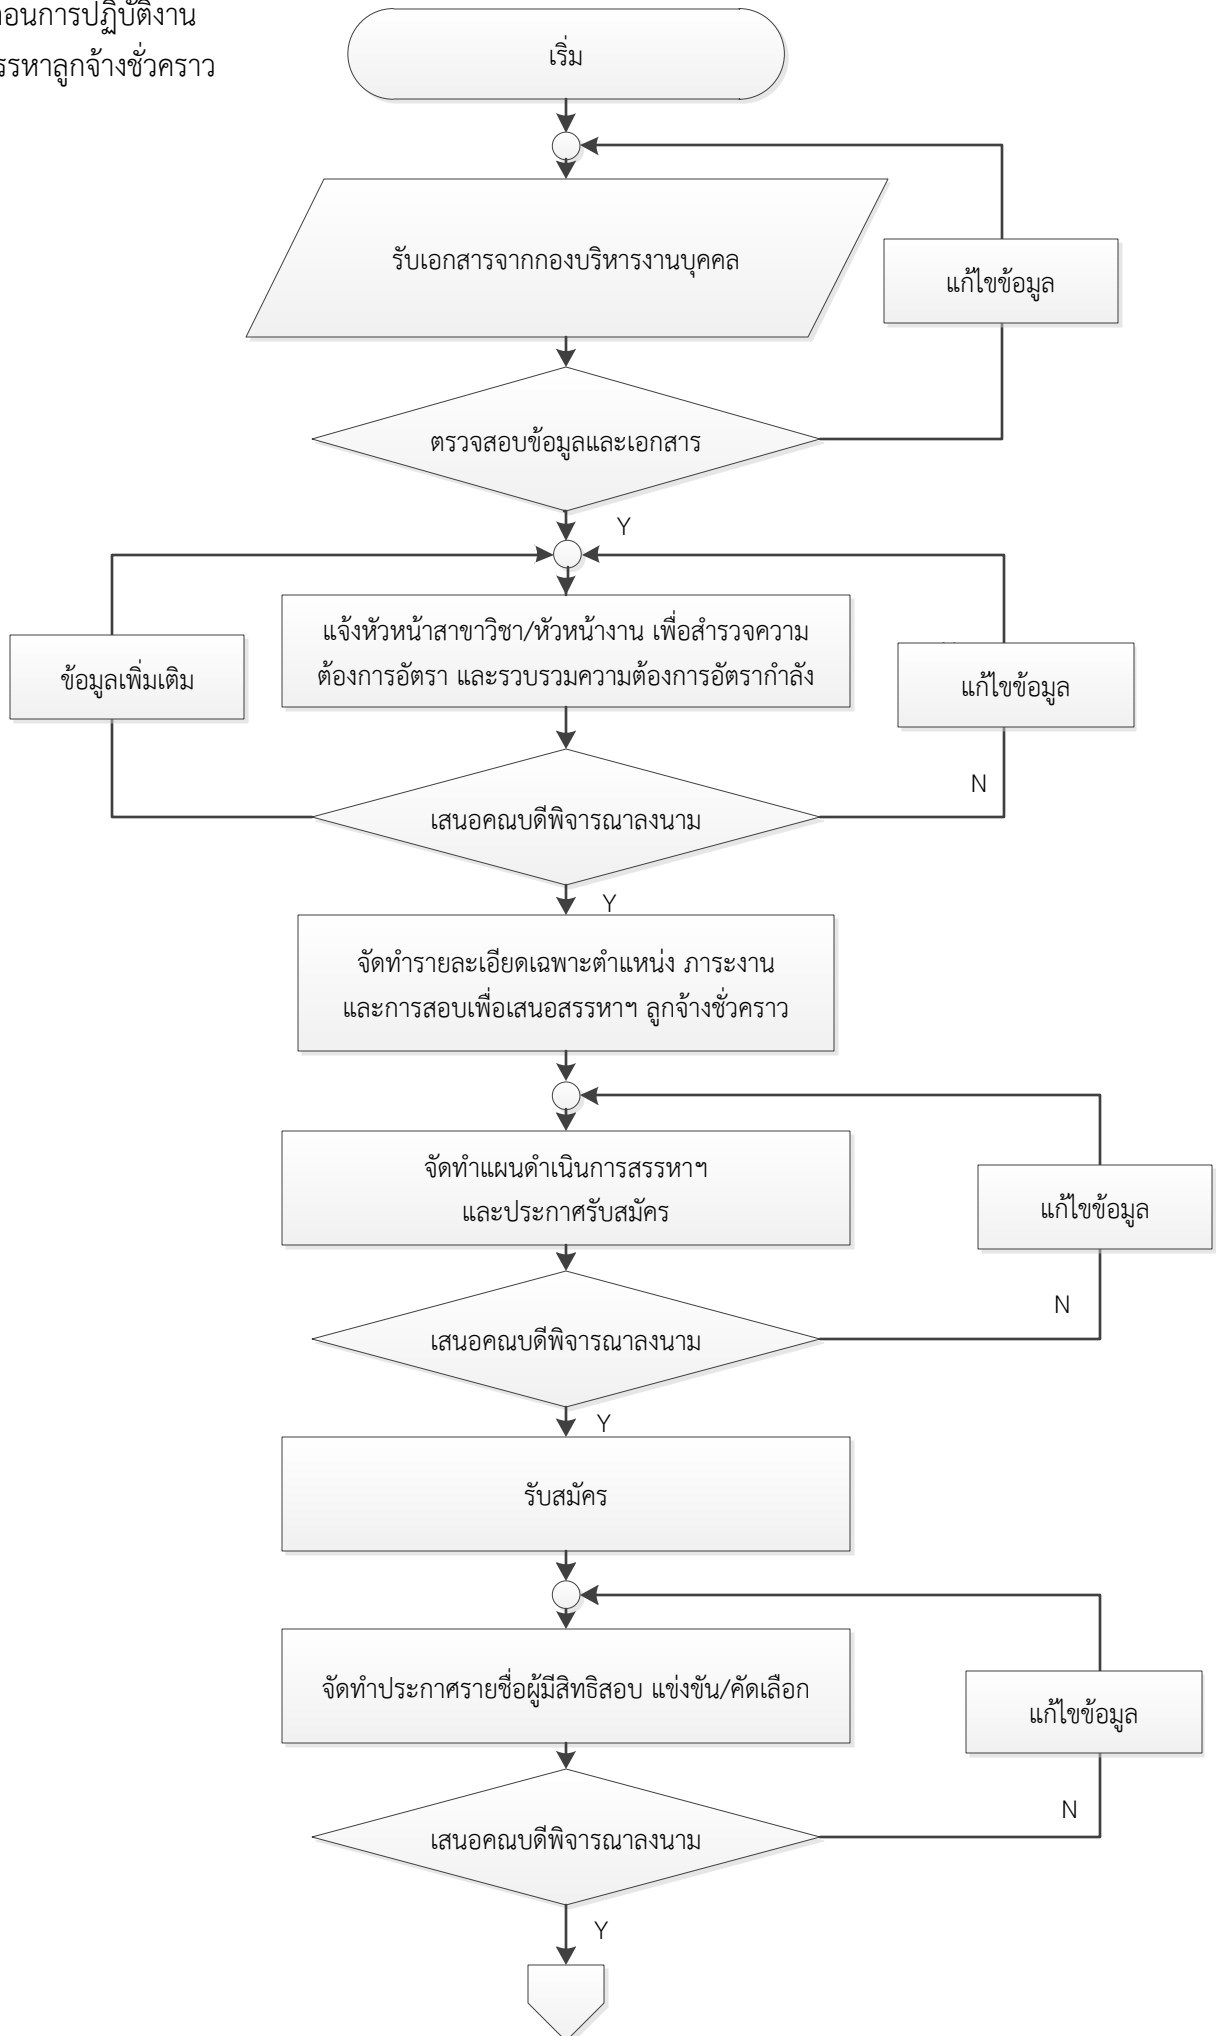 อนการปฏิบัติงาน
รรหาลูกจ้างชั่วคราว
เริ่ม
รับเอกสารจากกองบริหารงานบุคคล
แก้ไขข้อมูล
ตรวจสอบข้อมูลและเอกสาร
Y
แจ้งหัวหน้าสาขาวิชา/หัวหน้างาน เพื่อสำรวจความ
ต้องการอัตรา และรวบรวมความต้องการอัตรากำลัง
ข้อมูลเพิ่มเติม
แก้ไขข้อมูล
N
เสนอคณบดีพิจารณาลงนาม
Y
จัดทำรายละเอียดเฉพาะตำแหน่ง ภาระงาน
และการสอบเพื่อเสนอสรรหาฯ ลูกจ้างชั่วคราว
จัดทำแผนดำเนินการสรรหาฯ
และประกาศรับสมัคร
แก้ไขข้อมูล
N
เสนอคณบดีพิจารณาลงนาม
Y
รับสมัคร
จัดทำประกาศรายชื่อผู้มีสิทธิสอบ แข่งขัน/คัดเลือก
แก้ไขข้อมูล
N
เสนอคณบดีพิจารณาลงนาม
Y